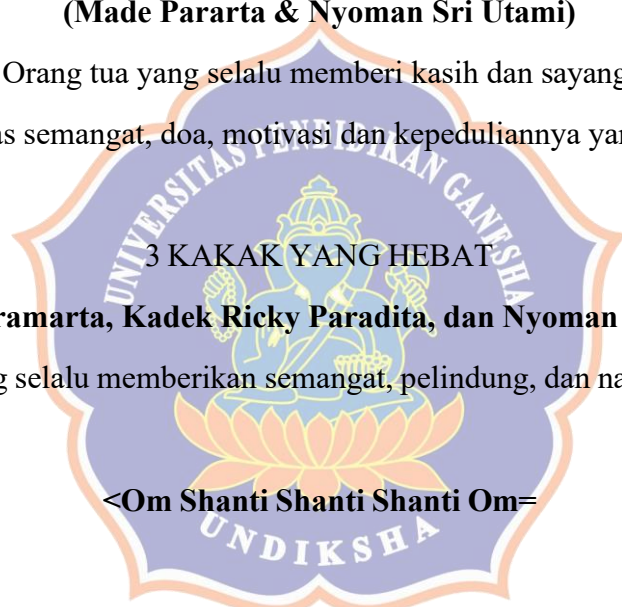 (Made Pararta & Nyoman Sri Utami)
Orang tua yang selalu memberi kasih dan sayang
semangat, doa, motivasi dan kepeduliannya
UNIVERSITAS PENDIDIKAN GANESHA
3 KAKAK YANG HEBAT
Kadek Ricky Paradita, dan Nyoman
selalu memberikan semangat, pelindung, dan
<Om Shanti Shanti Shanti Om=
UNDIKSHA